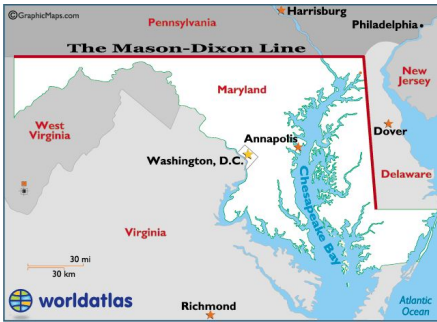 ©GraphicMaps.com
Harrisburg
Pennsylvania
Philadelphia
The Mason-Dixon Line
New
Jersey
Maryland
West
Virginia
Annapolis
Dover
Washington, D.C.
Delaware
Chesapeake Bay
Virginia
30 mi
30 km
worldatlas
Richmond
Atlantic
Ocean